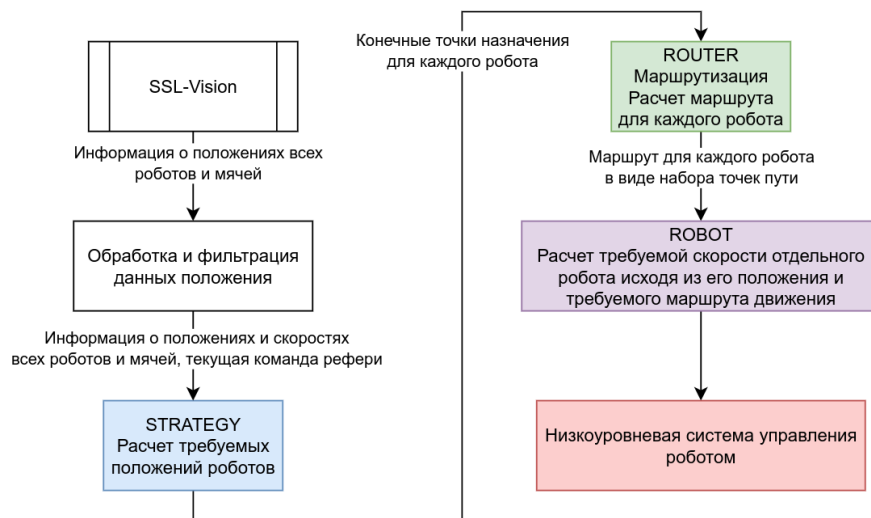 SSL-Vision
Информация о положениях всех
роботов и мячей
Обработка и фильтрация
данных положения
Информация о положениях и скоростях
всех роботов и мячей, текущая команда рефери
STRATEGY
Расчет требуемых
положений роботов
Конечные точки назначения
для каждого робота
ROUTER
Маршрутизация
Расчет маршрута
для каждого робота
Маршрут для каждого робота
в виде набора точек пути
ROBOT
Расчет требуемой скорости отдельного
робота исходя из его положения и
требуемого маршрута движения
Низкоуровневая система управления
роботом